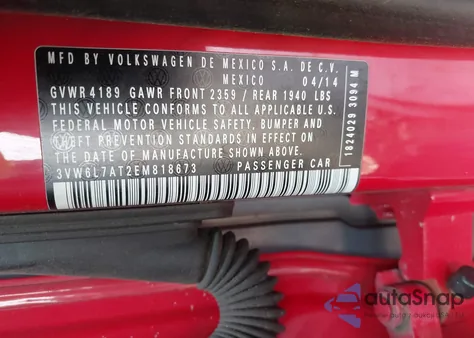 MFD BY VOLKSWAGEN DE MEXICO S.A. DE C.V.
MEXICO 04/14
GVWR 4189 GAWR FRONT 2359 / REAR 1940 LBS
THIS VEHICLE CONFORMS TO ALL APPLICABLE U.S.
FEDERAL MOTOR VEHICLE SAFETY, BUMPER AND
THEFT PREVENTION STANDARDS IN EFFECT ON THE
DATE OF MANUFACTURE SHOWN ABOVE
3VW6L7AT2EM818673 PASSENGER CAR
1824029 3094 M
autoSnap